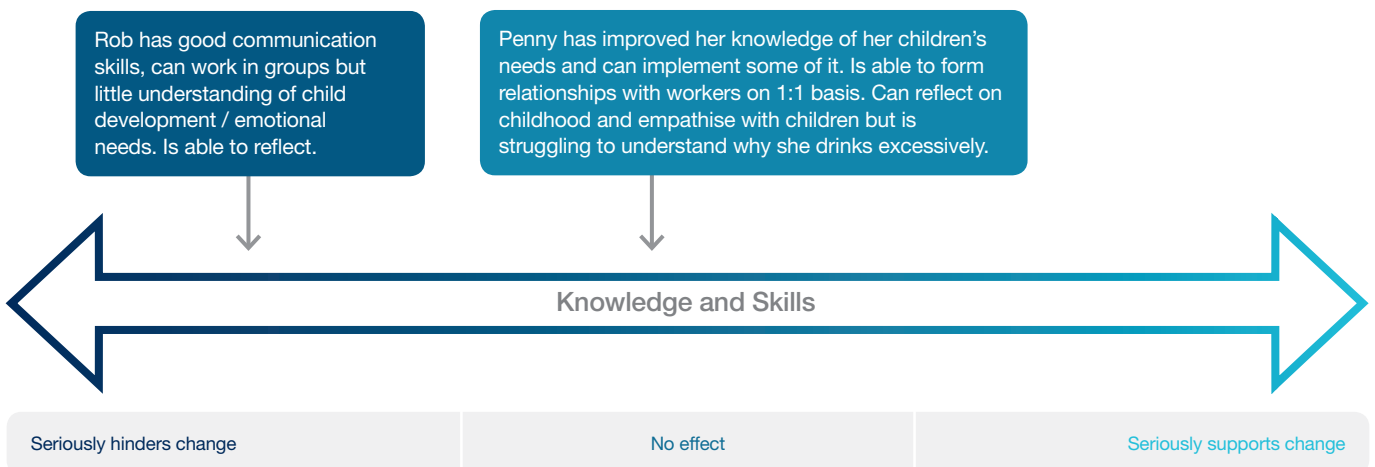 Rob has good communication
skills, can work in groups but
little understanding of child
development / emotional
needs. Is able to reflect.
Penny has improved her knowledge of her children’s
needs and can implement some of it. Is able to form
relationships with workers on 1:1 basis. Can reflect on
childhood and empathise with children but is
struggling to understand why she drinks excessively.
Knowledge and Skills
Seriously hinders change
No effect
Seriously supports change